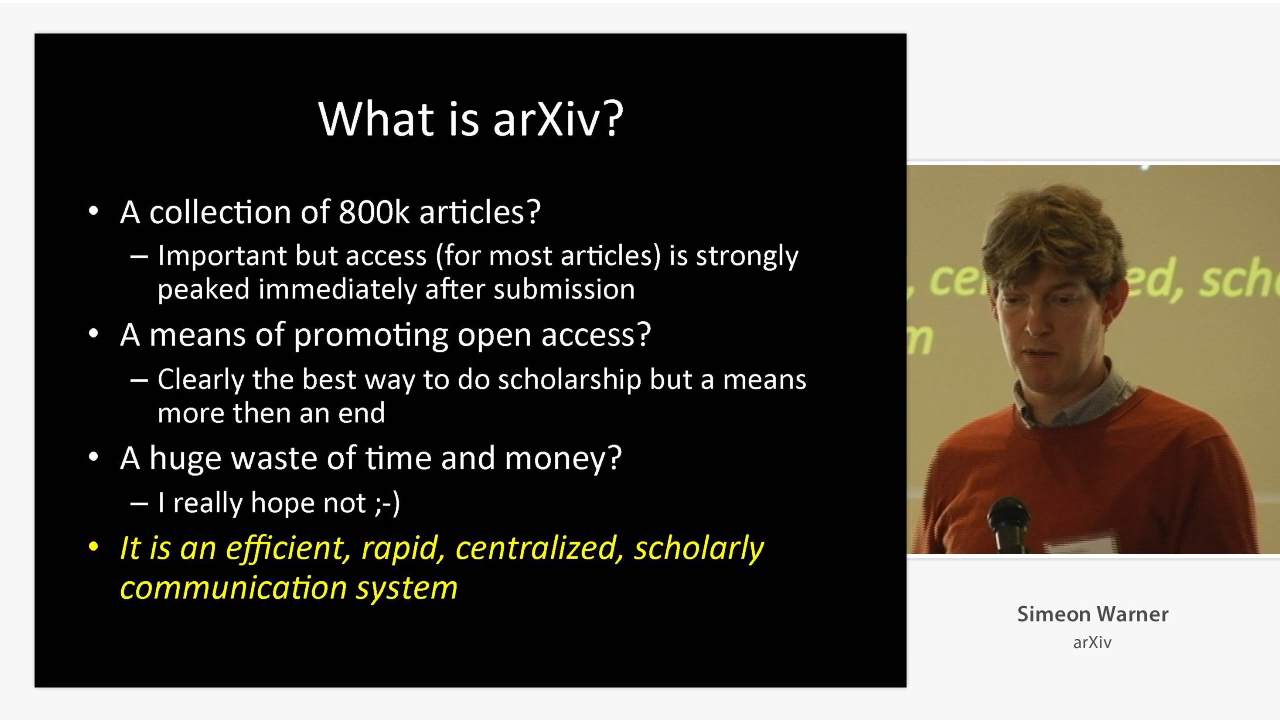 What is arXiv?
• A collection of 800k articles?
– Important but access (for most articles) is strongly
peaked immediately after submission
• A means of promoting open access?
– Clearly the best way to do scholarship but a means
more then an end
• A huge waste of time and money?
– I really hope not ;-)
• It is an efficient, rapid, centralized, scholarly
communication system
Simeon Warner
arXiv